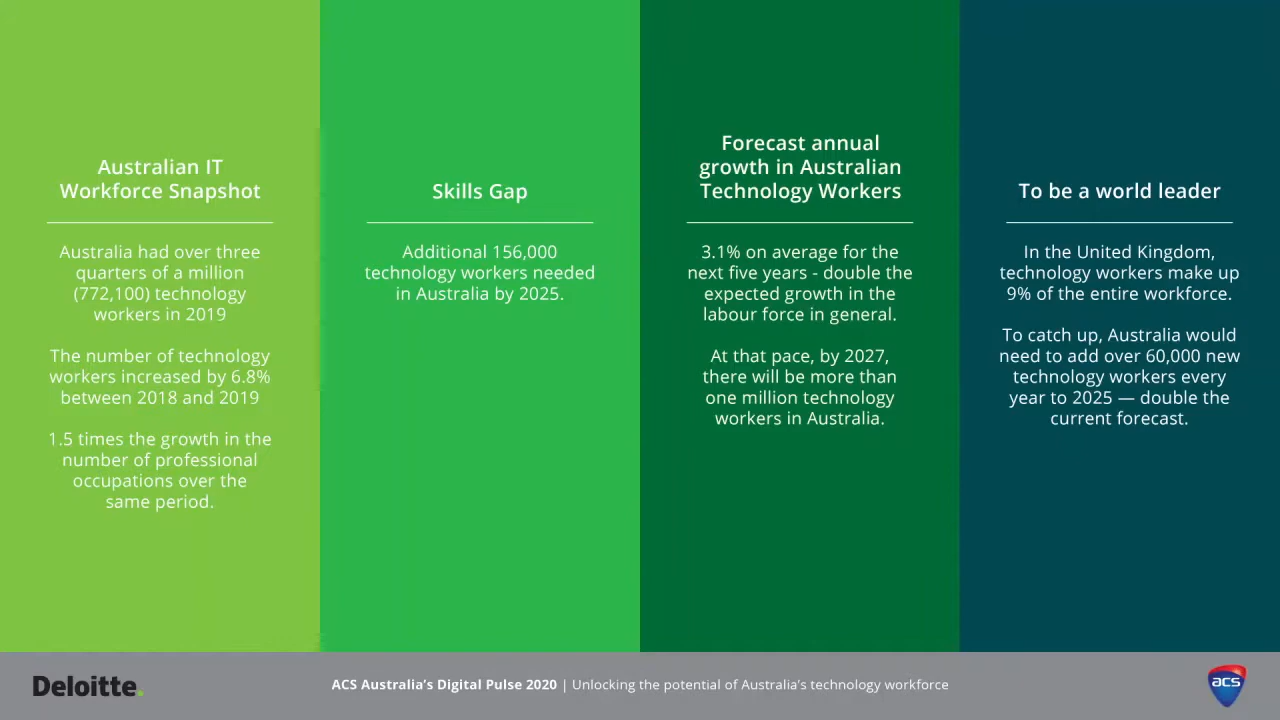 Australian IT
Workforce Snapshot
Australia had over three
quarters of a million
(772,100) technology
workers in 2019
The number of technology
workers increased by 6.8%
between 2018 and 2019
1.5 times the growth in the
number of professional
occupations over the
same period.
Skills Gap
Additional 156,000
technology workers needed
in Australia by 2025.
Forecast annual
growth in Australian
Technology Workers
3.1% on average for the
next five years - double the
expected growth in the
labour force in general.
At that pace, by 2027,
there will be more than
one million technology
workers in Australia.
To be a world leader
In the United Kingdom,
technology workers make up
9% of the entire workforce.
To catch up, Australia would
need to add over 60,000 new
technology workers every
year to 2025 — double the
current forecast.
Deloitte.
ACS Australia's Digital Pulse 2020 | Unlocking the potential of Australia's technology workforce
acs